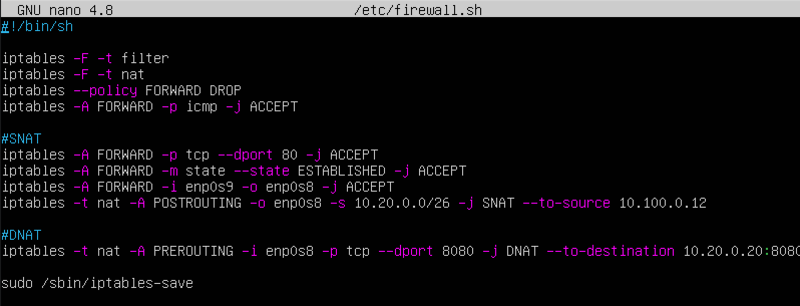 GNU nano 4.8 /etc/firewall.sh
#!/bin/sh
iptables -F -t filter
iptables -F -t nat
iptables --policy FORWARD DROP
iptables -A FORWARD -p icmp -j ACCEPT
#SNAT
iptables -A FORWARD -p tcp --dport 80 -j ACCEPT
iptables -A FORWARD -m state --state ESTABLISHED -j ACCEPT
iptables -A FORWARD -i enp0s9 -o enp0s8 -j ACCEPT
iptables -t nat -A POSTROUTING -o enp0s8 -s 10.20.0.0/26 -j SNAT --to-source 10.100.0.12
#DNAT
iptables -t nat -A PREROUTING -i enp0s8 -p tcp --dport 8080 -j DNAT --to-destination 10.20.0.20:8080
sudo /sbin/iptables-save